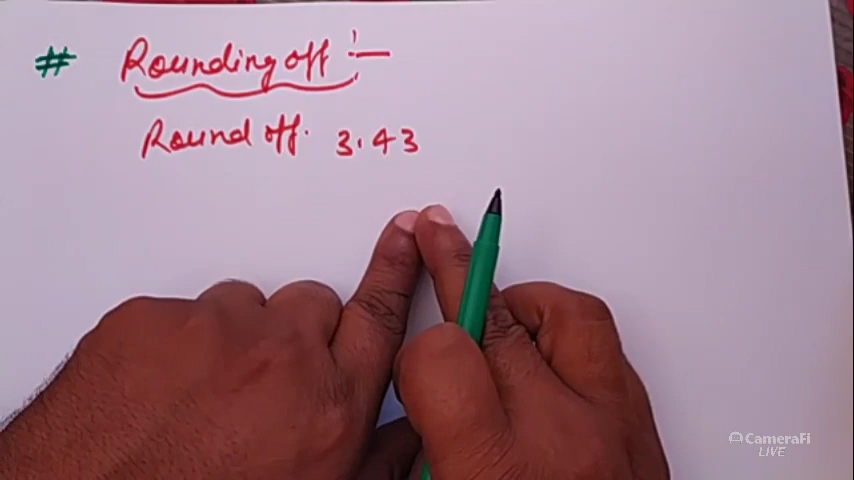 # Rounding off :-
Round off. 3.43
CameraFi
LIVE